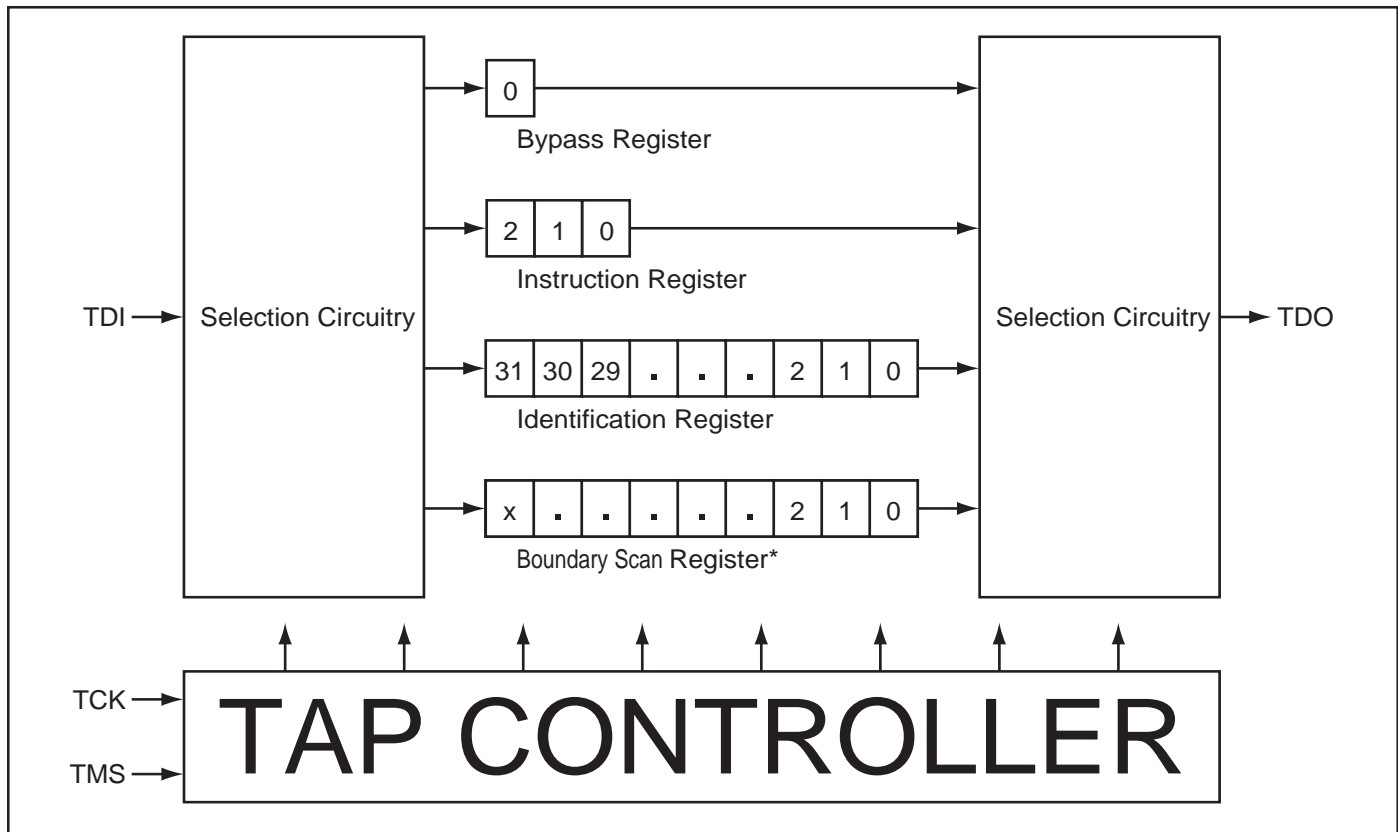 0
Bypass Register
2 1 0
Instruction Register
TDI
Selection Circuitry
Selection Circuitry
TDO
31 30 29 . . . 2 1 0
Identification Register
x . . . . . 2 1 0
Boundary Scan Register*
TCK
TMS
TAP CONTROLLER